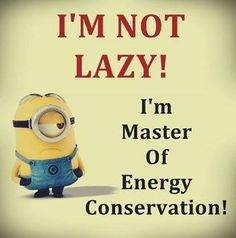 I'M NOT
LAZY!
I'm
Master
Of
Energy
Conservation!